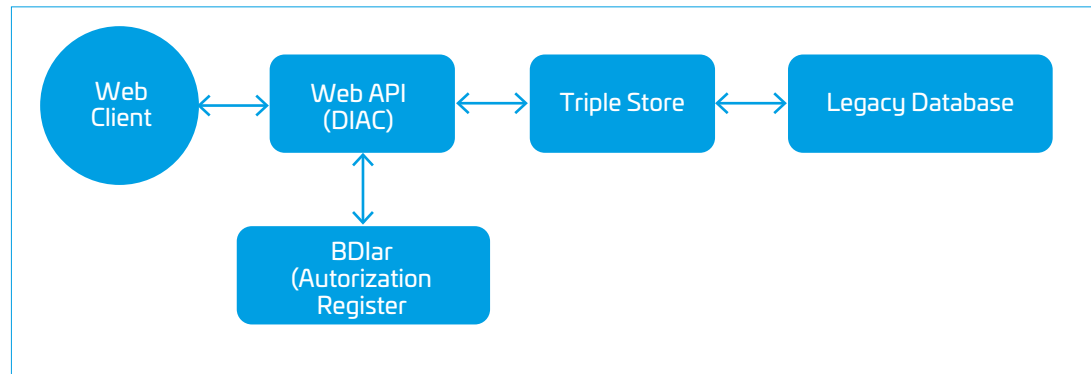 Web
Client
Web API
(DIAC)
Triple Store
Legacy Database
BDIar
(Autorization
Register